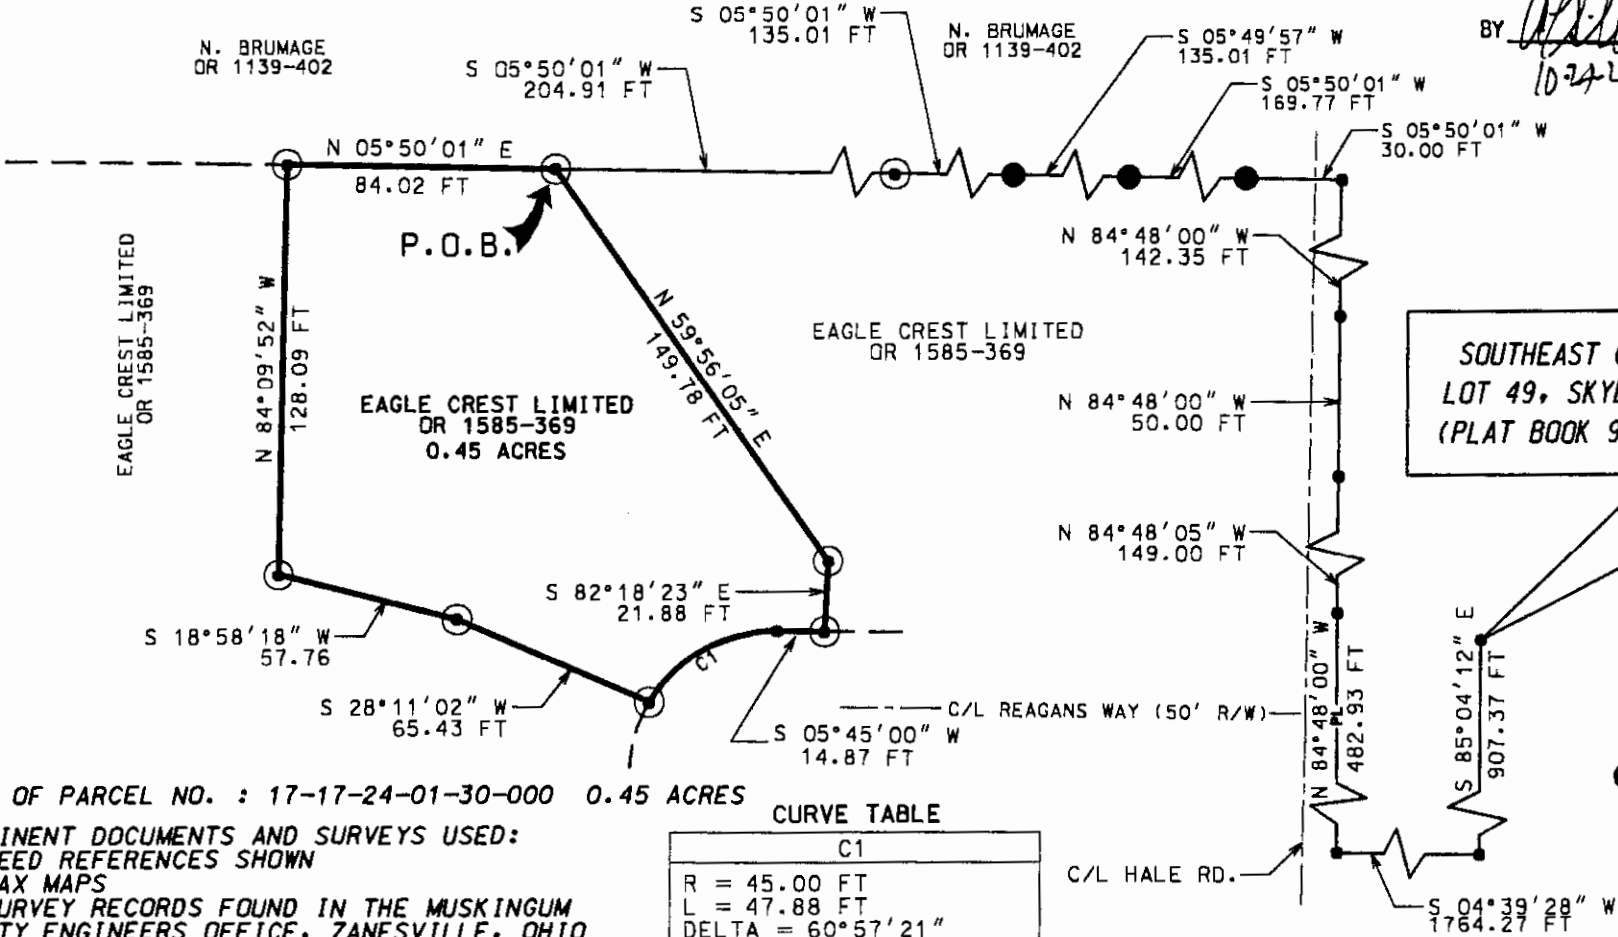 S 05°50'01" W
135.01 FT
N. BRUMAGE
OR 1139-402
N. BRUMAGE
OR 1139-402
S 05°49'57" W
135.01 FT
BY
S 05°50'01" W
204.91 FT
S 05°50'01" W
169.77 FT
S 05°50'01" W
30.00 FT
N 05°50'01" E
84.02 FT
P.O.B.
N 84°48'00" W
142.35 FT
EAGLE CREST LIMITED
OR 1585-369
N 84°09'52" W
128.09 FT
N 59°56'05" E
149.78 FT
EAGLE CREST LIMITED
OR 1585-369
0.45 ACRES
EAGLE CREST LIMITED
OR 1585-369
N 84°48'00" W
50.00 FT
SOUTHEAST
LOT 49, SKY
(PLAT BOOK 9
N 84°48'05" W
149.00 FT
S 82°18'23" E
21.88 FT
S 18°58'18" W
57.76
C1
S 28°11'02" W
65.43 FT
C/L REAGANS WAY (50' R/W)
S 05°45'00" W
14.87 FT
N 84°48'00" W
PL
482.93 FT
S 85°04'12" E
907.37 FT
OF PARCEL NO. : 17-17-24-01-30-000 0.45 ACRES
INENT DOCUMENTS AND SURVEYS USED:
EED REFERENCES SHOWN
AX MAPS
URVEY RECORDS FOUND IN THE MUSKINGUM
TY ENGINEERS OFFICE, ZANESVILLE, OHIO
CURVE TABLE
C1
R = 45.00 FT
L = 47.88 FT
DELTA = 60°57'21"
C/L HALE RD.
S 04°39'28" W
1764.27 FT